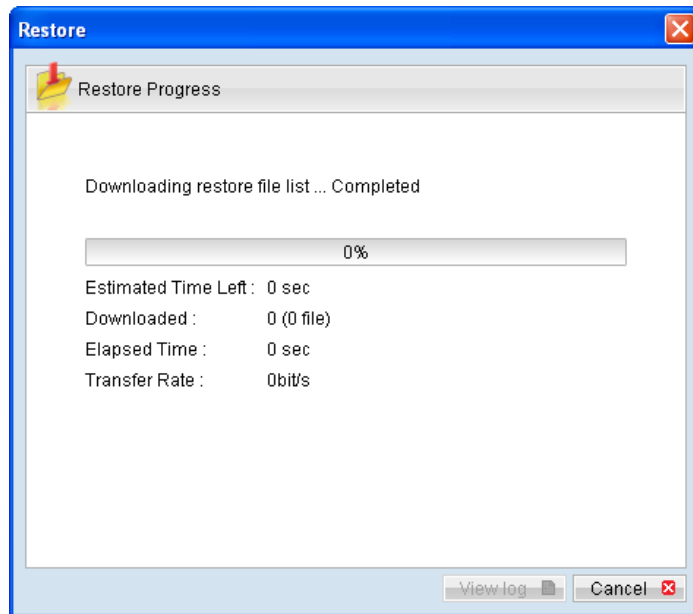 Restore
Restore Progress
Downloading restore file list ... Completed
0%
Estimated Time Left : 0 sec
Downloaded : 0 (0 file)
Elapsed Time : 0 sec
Transfer Rate : 0bit/s
View log Cancel